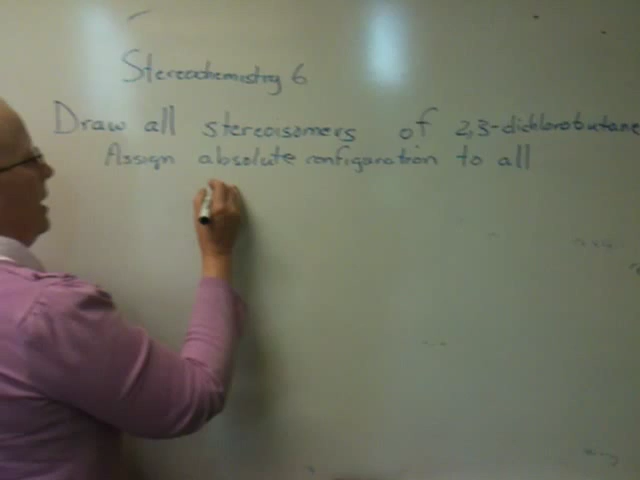 Stereochemistry 6
Draw all stereoisomers of 2,3-dichlorobutane
Assign absolute configuration to all